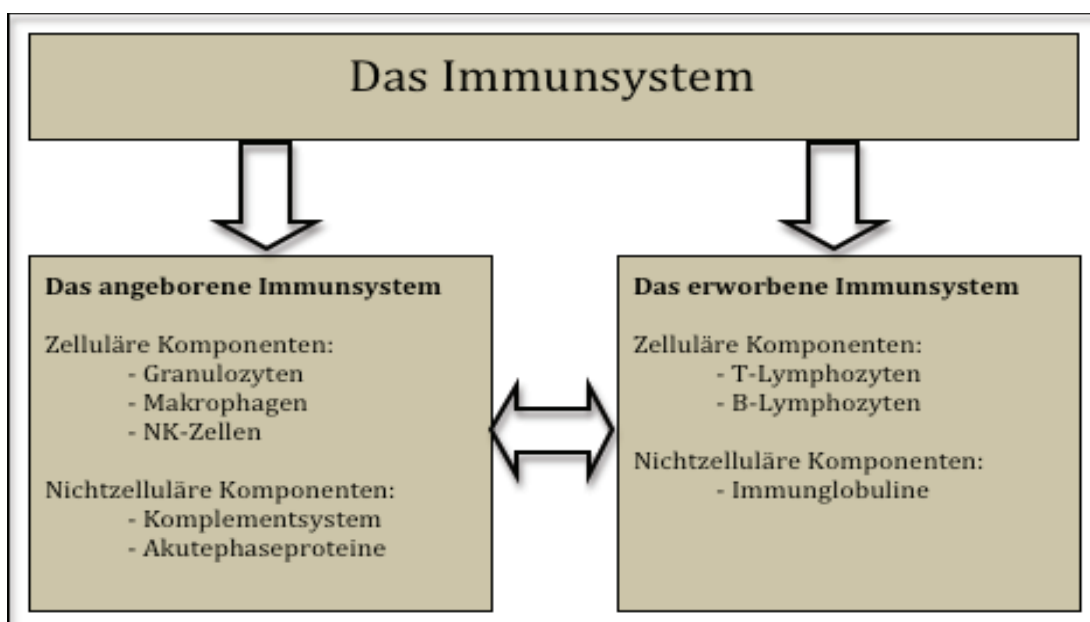 Das Immunsystem
Das angeborene Immunsystem
Zelluläre Komponenten:
- Granulozyten
- Makrophagen
- NK-Zellen
Nichtzelluläre Komponenten:
- Komplementsystem
- Akutephaseproteine
Das erworbene Immunsystem
Zelluläre Komponenten:
- T-Lymphozyten
- B-Lymphozyten
Nichtzelluläre Komponenten:
- Immunglobuline